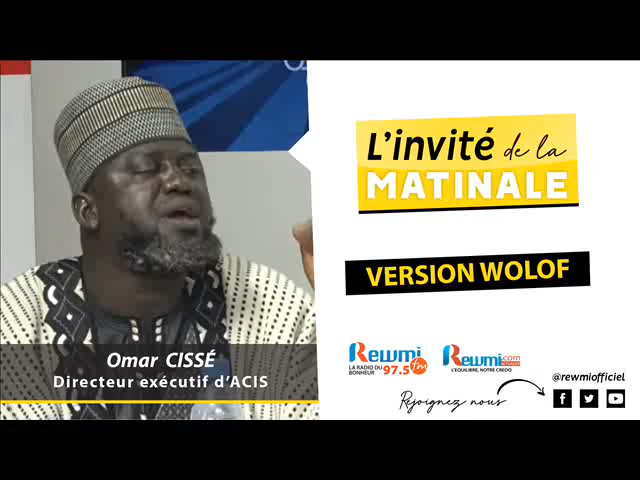 L'invité de la
MATINALE
VERSION WOLOF
Omar CISSÉ
Directeur exécutif d'ACIS
Rewmi fm
LA RADIO DU
BONHEUR 97.5
Rewmi.com
L'EQUILIBRE, NOTRE CREDO
@rewmiofficiel
Rejoignez nous